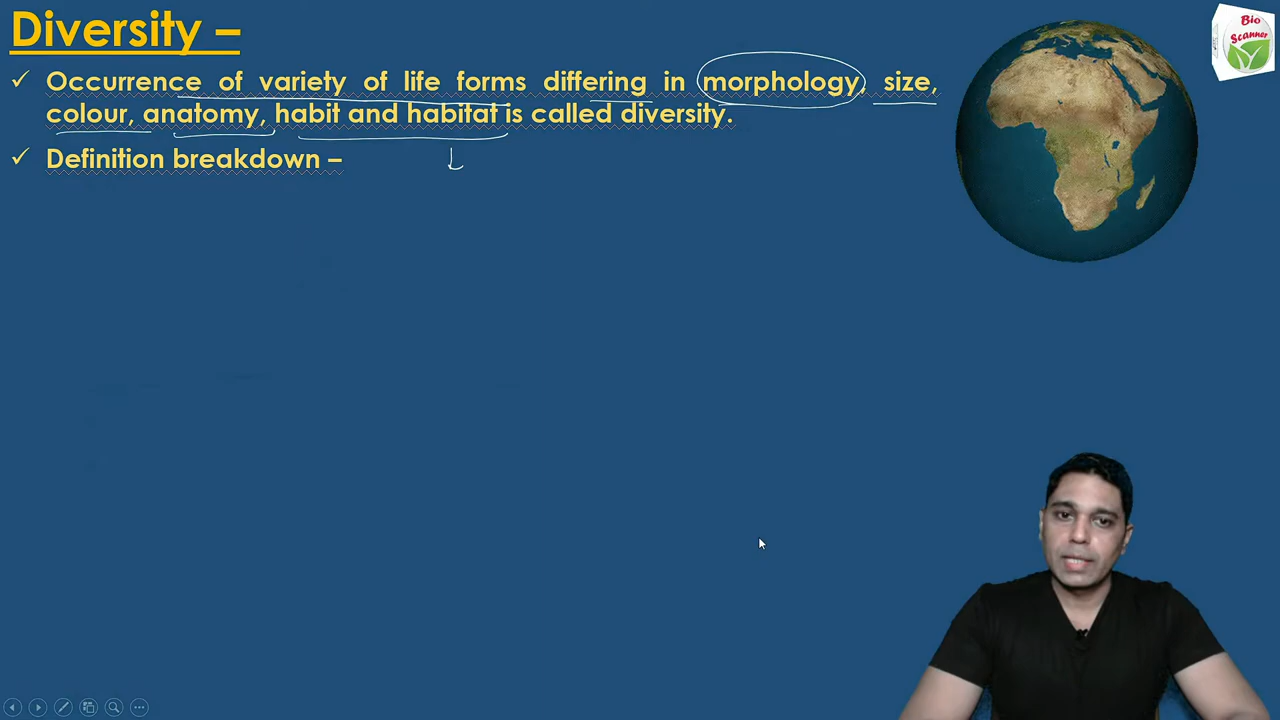 Diversity –
Bio
Scanner
✓ Occurrence of variety of life forms differing in morphology, size,
colour, anatomy, habit and habitat is called diversity.
✓ Definition breakdown –